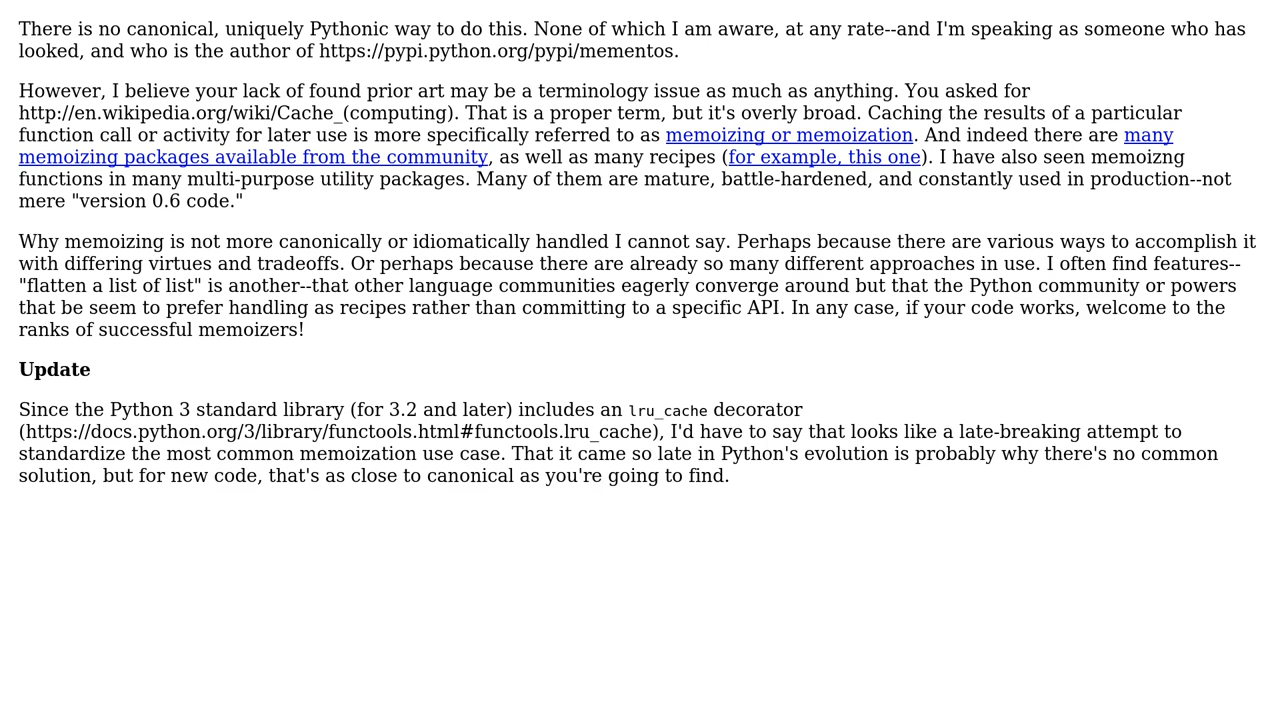 There is no canonical, uniquely Pythonic way to do this. None of which I am aware, at any rate--and I'm speaking as someone who has
looked, and who is the author of https://pypi.python.org/pypi/mementos.
However, I believe your lack of found prior art may be a terminology issue as much as anything. You asked for
http://en.wikipedia.org/wiki/Cache_(computing). That is a proper term, but it's overly broad. Caching the results of a particular
function call or activity for later use is more specifically referred to as memoizing or memoization. And indeed there are many
memoizing packages available from the community, as well as many recipes (for example, this one). I have also seen memoizng
functions in many multi-purpose utility packages. Many of them are mature, battle-hardened, and constantly used in production--not
mere "version 0.6 code."
Why memoizing is not more canonically or idiomatically handled I cannot say. Perhaps because there are various ways to accomplish it
with differing virtues and tradeoffs. Or perhaps because there are already so many different approaches in use. I often find features--
"flatten a list of list" is another--that other language communities eagerly converge around but that the Python community or powers
that be seem to prefer handling as recipes rather than committing to a specific API. In any case, if your code works, welcome to the
ranks of successful memoizers!
Update
Since the Python 3 standard library (for 3.2 and later) includes an lru_cache decorator
(https://docs.python.org/3/library/functools.html#functools.lru_cache), I'd have to say that looks like a late-breaking attempt to
standardize the most common memoization use case. That it came so late in Python's evolution is probably why there's no common
solution, but for new code, that's as close to canonical as you're going to find.